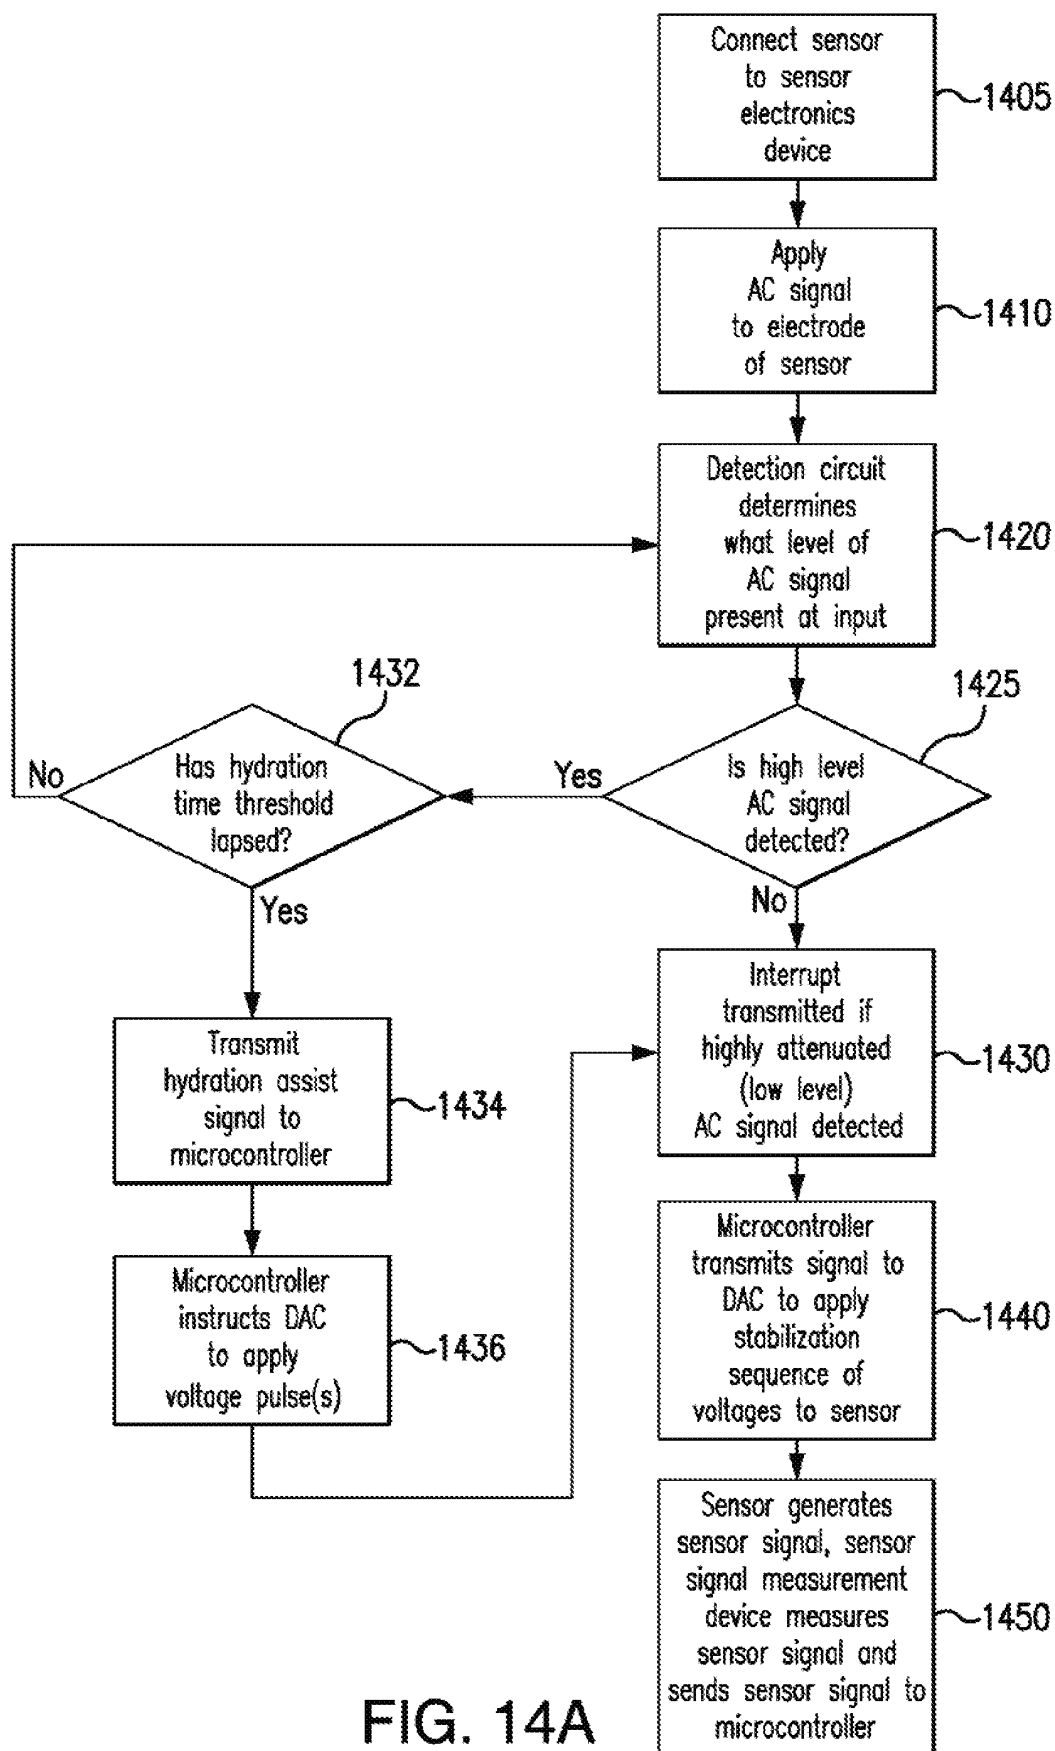 Connect sensor
to sensor
electronics
device
1405
Apply
AC signal
to electrode
of sensor
1410
Detection circuit
determines
what level of
AC signal
present at input
1420
1432
1425
No
Has hydration
time threshold
lapsed?
Yes
Is high level
AC signal
detected?
Yes
No
Transmit
hydration assist
signal to
microcontroller
1434
Interrupt
transmitted if
highly attenuated
(low level)
AC signal detected
1430
Microcontroller
instructs DAC
to apply
voltage pulse(s)
1436
Microcontroller
transmits signal to
DAC to apply
stabilization
sequence of
voltages to sensor
1440
Sensor generates
sensor signal, sensor
signal measurement
device measures
sensor signal and
sends sensor signal to
microcontroller
1450
FIG. 14A